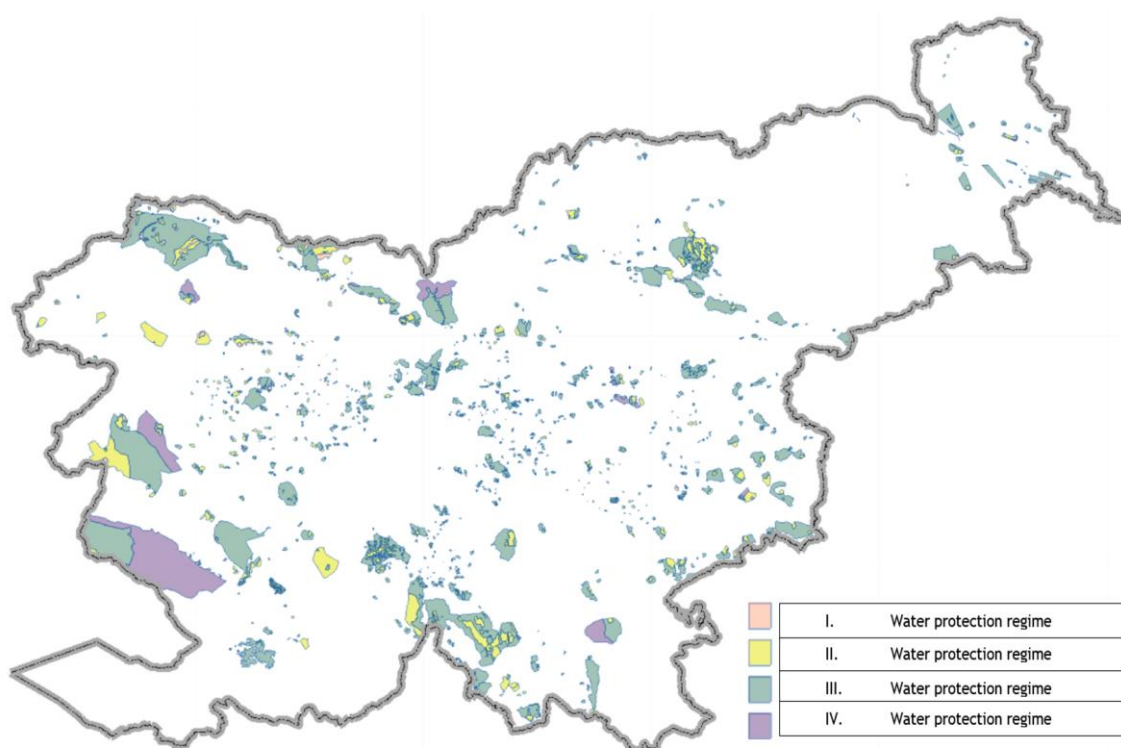 I. Water protection regime
II. Water protection regime
III. Water protection regime
IV. Water protection regime